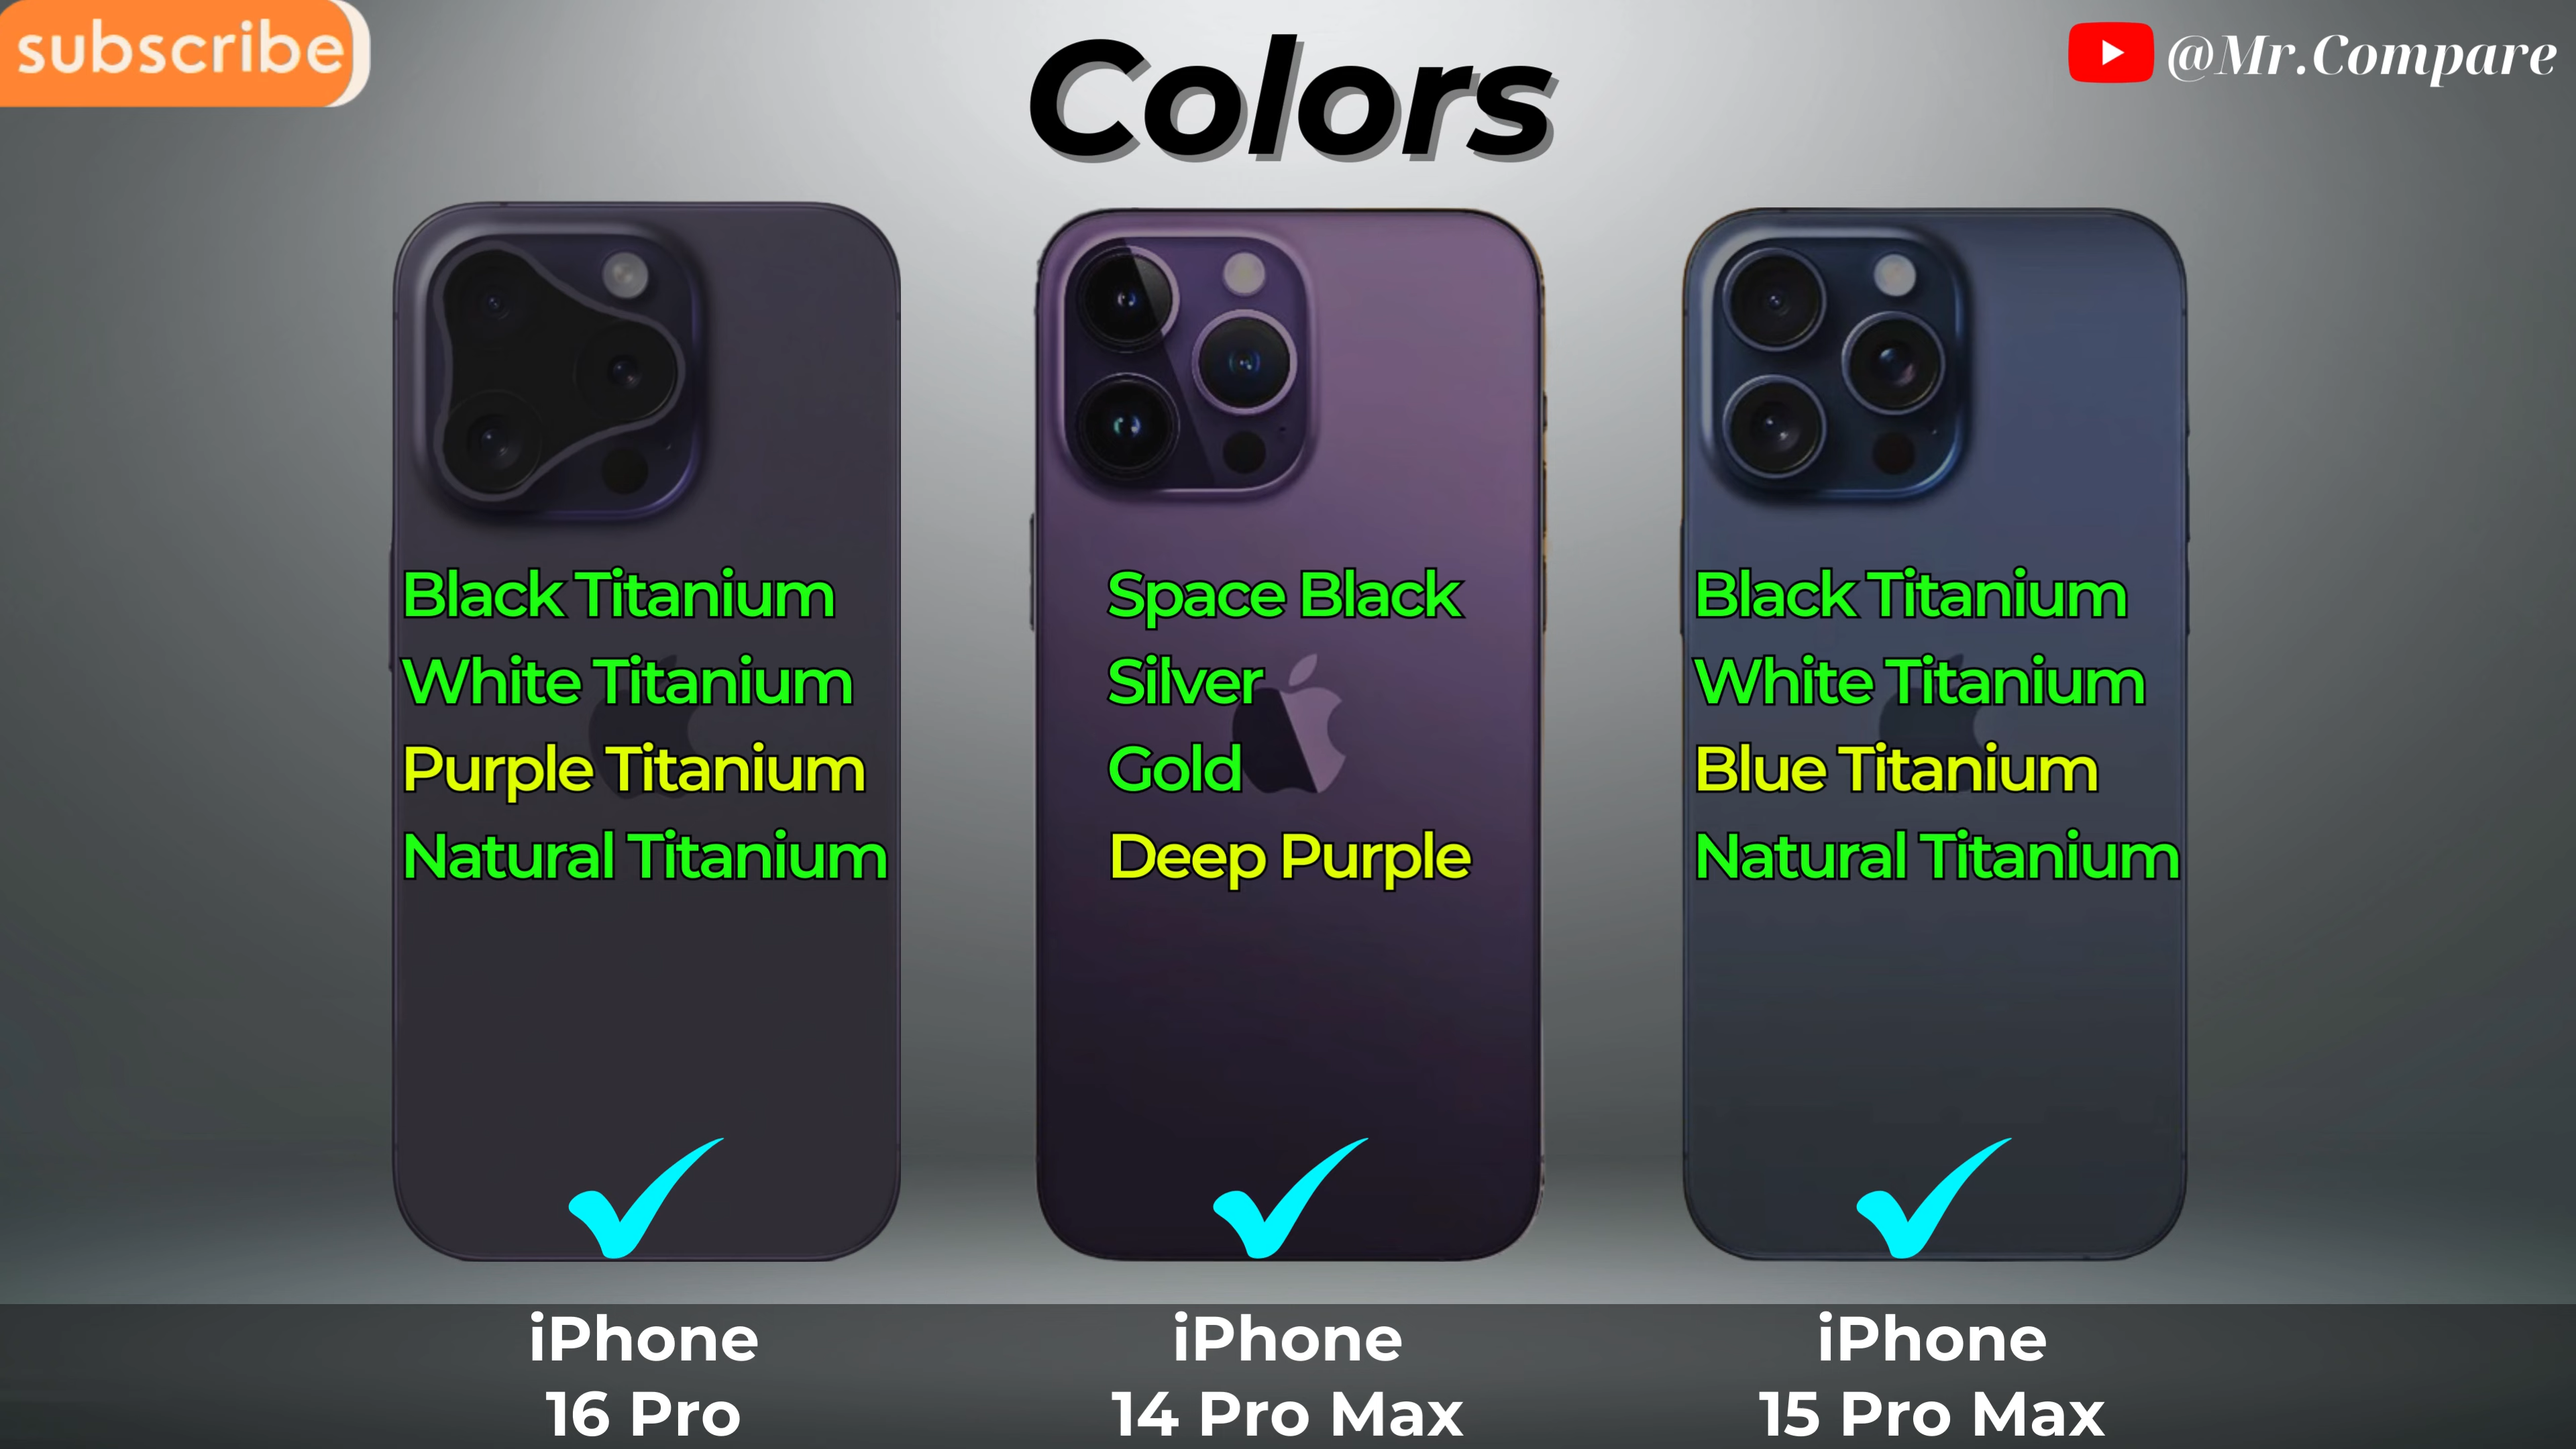 subscribe
Colors
@Mr.Compare
Black Titanium
White Titanium
Purple Titanium
Natural Titanium
Space Black
Silver
Gold
Deep Purple
Black Titanium
White Titanium
Blue Titanium
Natural Titanium
iPhone
16 Pro
iPhone
14 Pro Max
iPhone
15 Pro Max